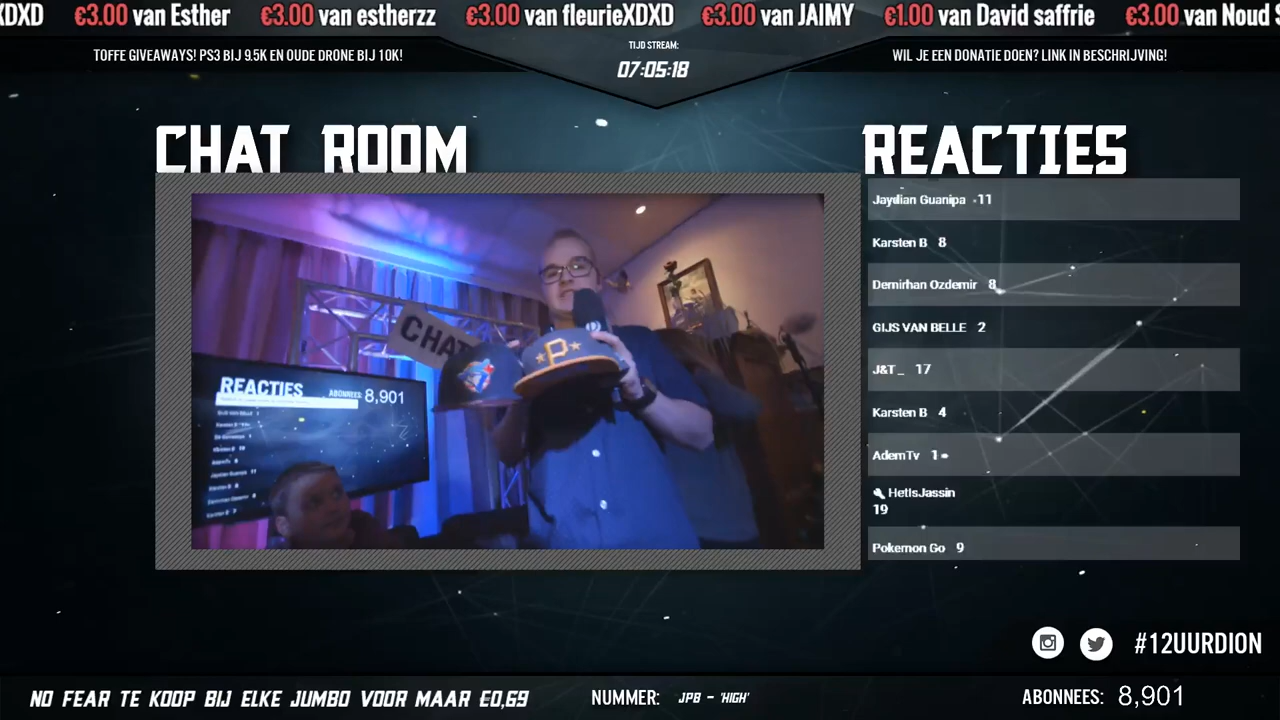 XDXD €3.00 van Esther €3.00 van estherzz €3.00 van fleurieXDXD €3.00 van JAIMY €1.00 van David saffrie €3.00 van Noud S
TOFFE GIVEAWAYS! PS3 BIJ 9.5K EN OUDE DRONE BIJ 10K!
TIJD STREAM:
07:05:18
WIL JE EEN DONATIE DOEN? LINK IN BESCHRIJVING!
CHAT ROOM
REACTIES
Jaydian Guanipa 11
Karsten B 8
Demirhan Ozdemir 8
GIJS VAN BELLE 2
J&T_ 17
Karsten B 4
AdemTv 1
HetIsJassin
19
Pokemon Go 9
CHAT
P
REACTIES
ABONNEES: 8,901
#12UURDION
NO FEAR TE KOOP BIJ ELKE JUMBO VOOR MAAR €0,69
NUMMER: JPB - 'HIGH'
ABONNEES: 8,901